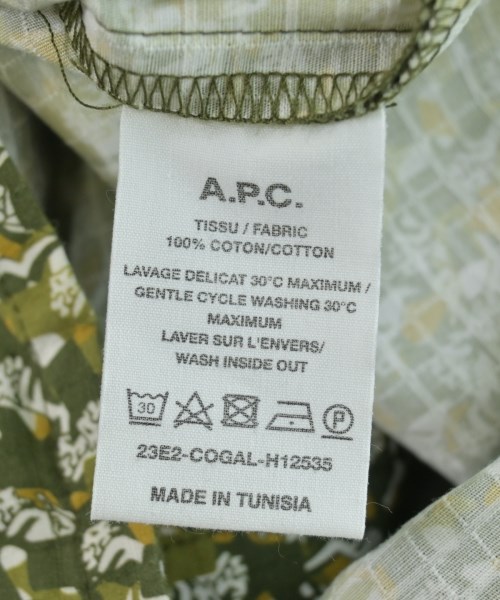 A.P.C.
TISSU / FABRIC
100% COTON/COTTON
LAVAGE DELICAT 30°C MAXIMUM /
GENTLE CYCLE WASHING 30°C
MAXIMUM
LAVER SUR L'ENVERS/
WASH INSIDE OUT
30 P
23E2-COGAL-H12535
MADE IN TUNISIA